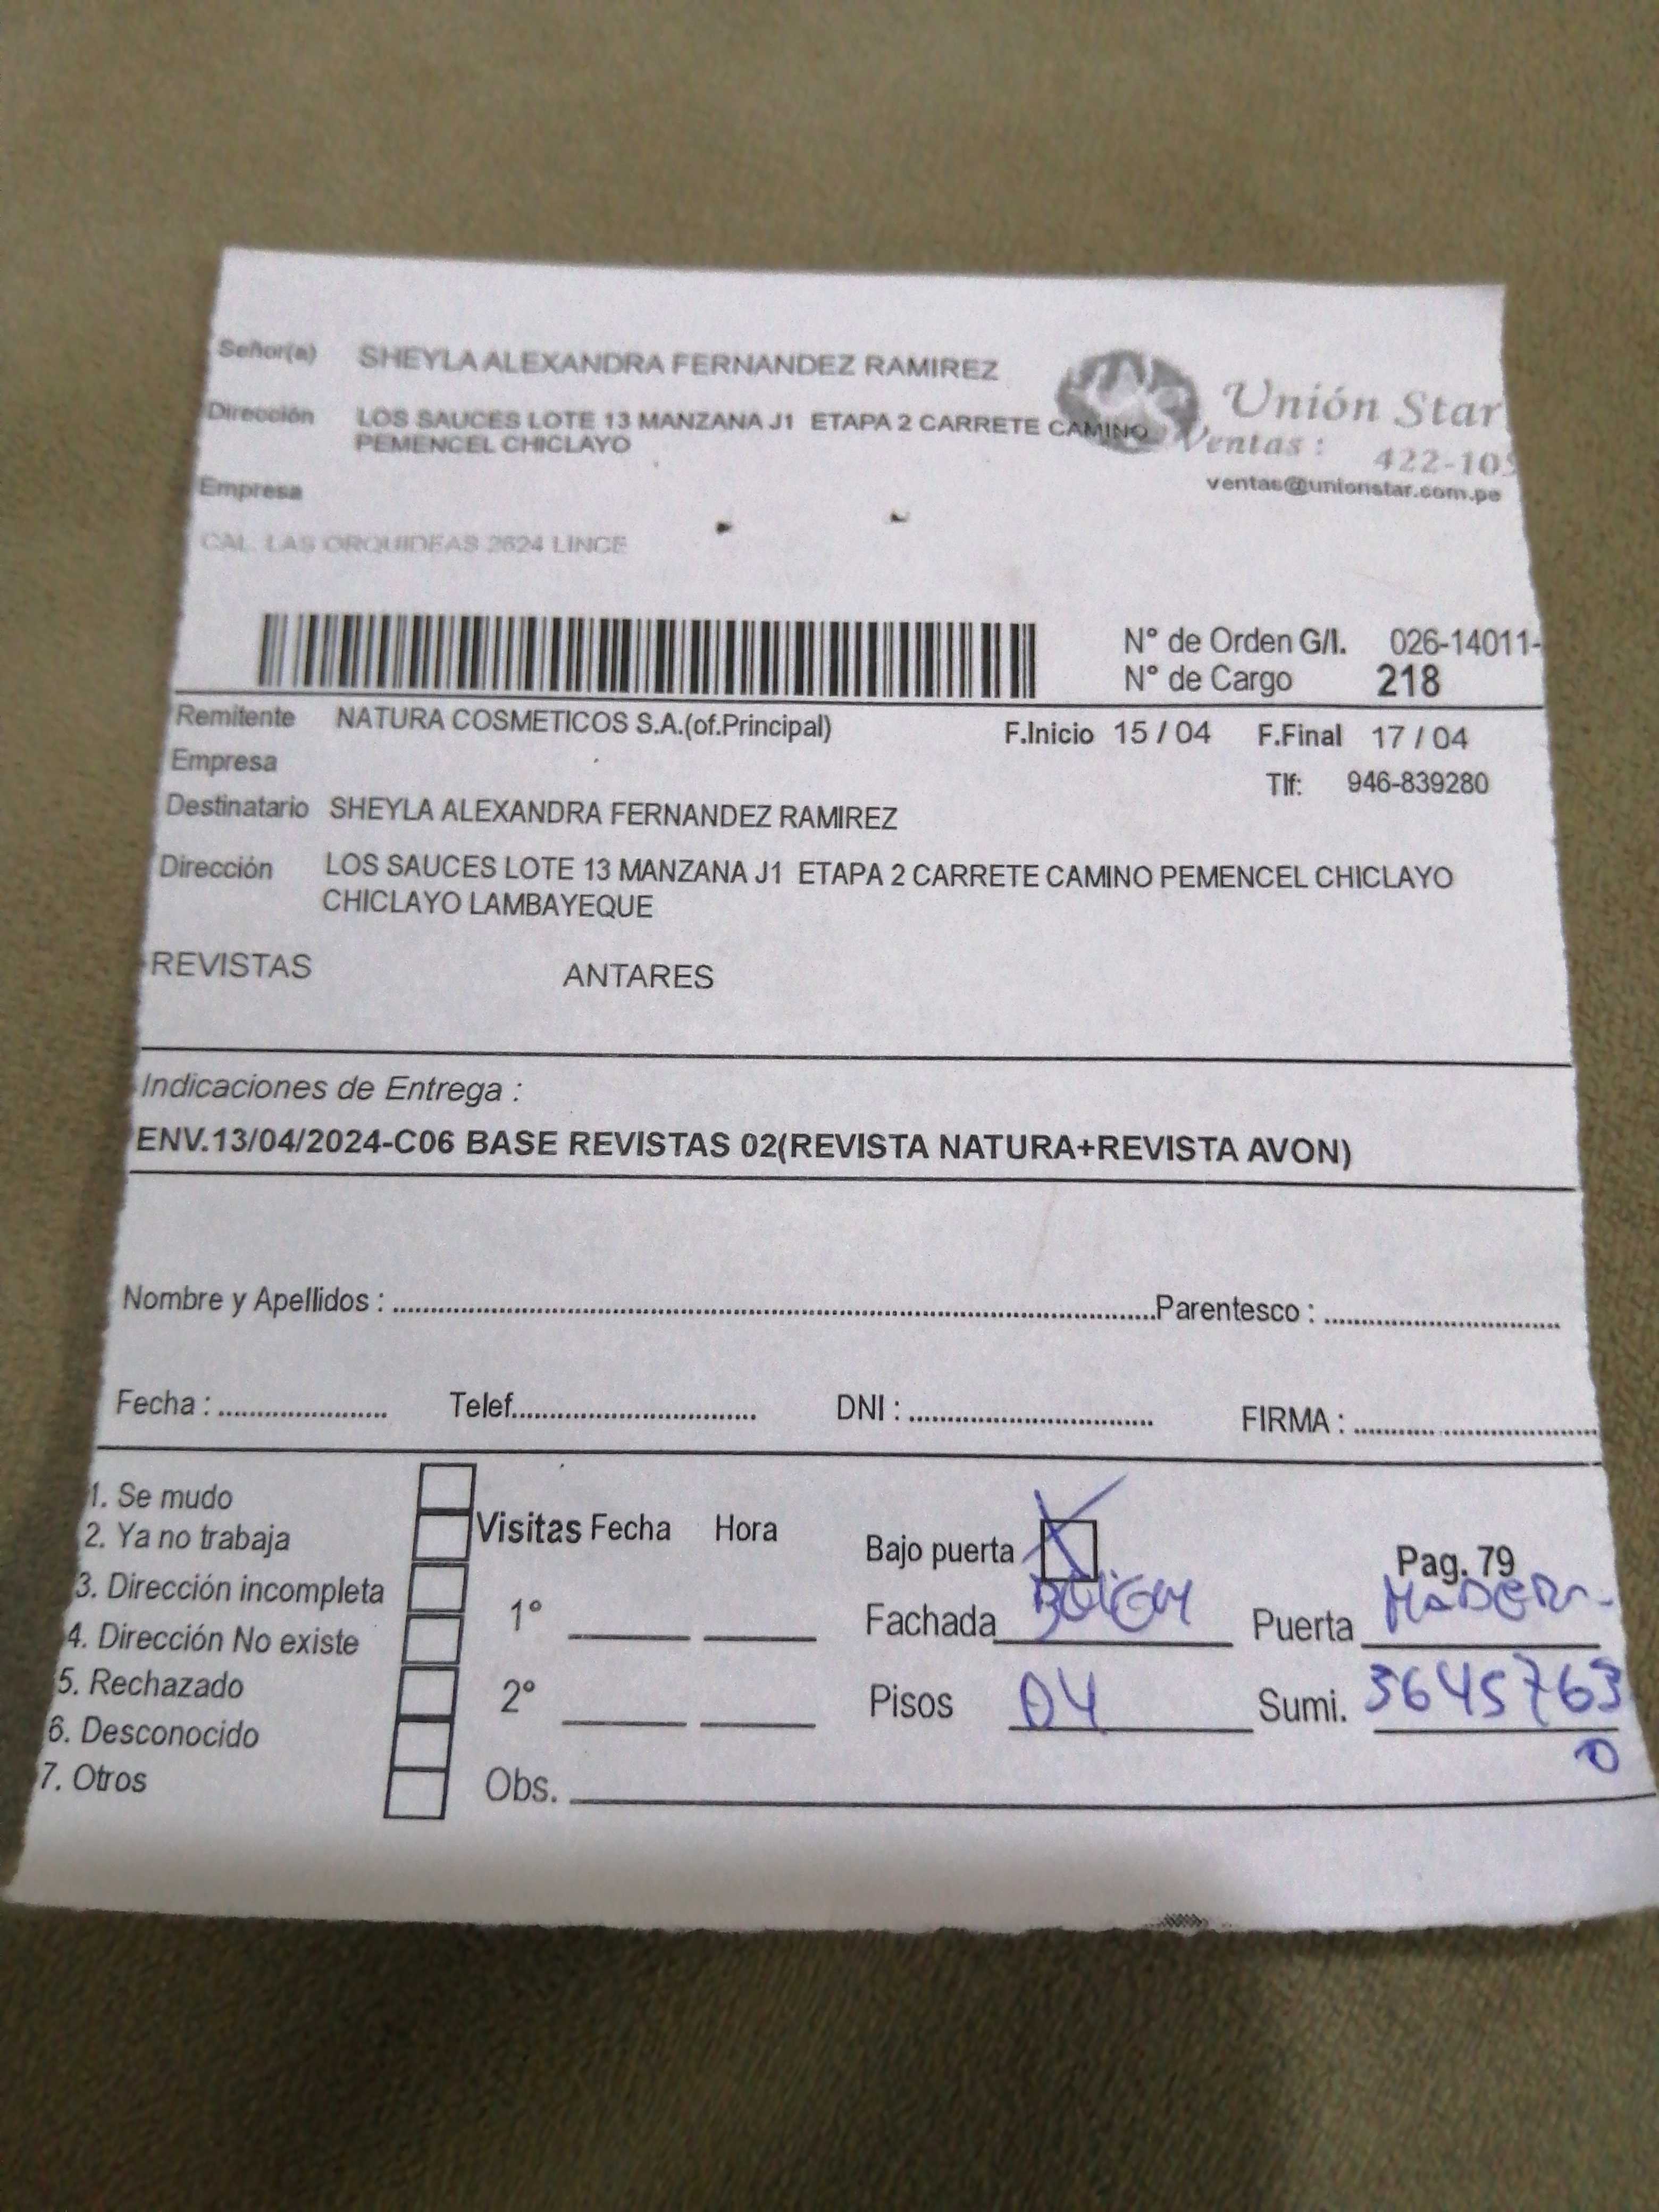 Señor(a) SHEYLA ALEXANDRA FERNANDEZ RAMIREZ
Unión Star
Dirección LOS SAUCES LOTE 13 MANZANA J1 ETAPA 2 CARRETE CAMINO
PEMENCEL CHICLAYO
Ventas : 422-105
ventas@unionstar.com.pe
Empresa
CAL. LAS ORQUIDEAS 2624 LINCE
N° de Orden G/I. 026-14011-
N° de Cargo 218
Remitente NATURA COSMETICOS S.A.(of.Principal) F.Inicio 15 / 04 F.Final 17 / 04
Empresa
Tlf: 946-839280
Destinatario SHEYLA ALEXANDRA FERNANDEZ RAMIREZ
Dirección LOS SAUCES LOTE 13 MANZANA J1 ETAPA 2 CARRETE CAMINO PEMENCEL CHICLAYO
CHICLAYO LAMBAYEQUE
REVISTAS ANTARES
Indicaciones de Entrega :
ENV.13/04/2024-C06 BASE REVISTAS 02(REVISTA NATURA+REVISTA AVON)
Nombre y Apellidos : Parentesco :
Fecha : Telef. DNI : FIRMA :
1. Se mudo
2. Ya no trabaja
3. Dirección incompleta
4. Dirección No existe
5. Rechazado
6. Desconocido
7. Otros
Visitas Fecha Hora
1°
2°
Obs.
Bajo puerta X Pag. 79
Fachada Puerta
Pisos 04 Sumi. 36457630